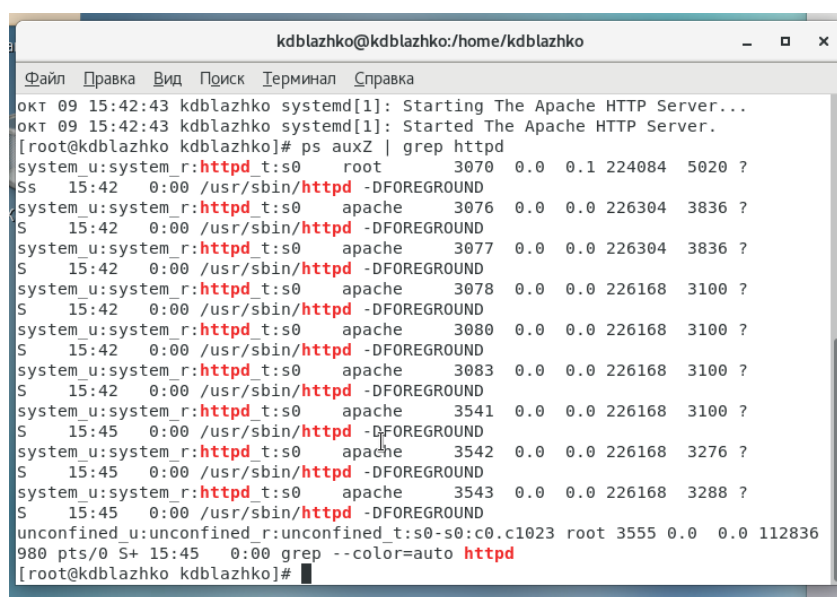 kdblazhko@kdblazhko:/home/kdblazhko
Файл Правка Вид Поиск Терминал Справка
окт 09 15:42:43 kdblazhko systemd[1]: Starting The Apache HTTP Server...
окт 09 15:42:43 kdblazhko systemd[1]: Started The Apache HTTP Server.
[root@kdblazhko kdblazhko]# ps auxZ | grep httpd
system_u:system_r:httpd_t:s0 root 3070 0.0 0.1 224084 5020 ?
Ss 15:42 0:00 /usr/sbin/httpd -DFOREGROUND
system_u:system_r:httpd_t:s0 apache 3076 0.0 0.0 226304 3836 ?
S 15:42 0:00 /usr/sbin/httpd -DFOREGROUND
system_u:system_r:httpd_t:s0 apache 3077 0.0 0.0 226304 3836 ?
S 15:42 0:00 /usr/sbin/httpd -DFOREGROUND
system_u:system_r:httpd_t:s0 apache 3078 0.0 0.0 226168 3100 ?
S 15:42 0:00 /usr/sbin/httpd -DFOREGROUND
system_u:system_r:httpd_t:s0 apache 3080 0.0 0.0 226168 3100 ?
S 15:42 0:00 /usr/sbin/httpd -DFOREGROUND
system_u:system_r:httpd_t:s0 apache 3083 0.0 0.0 226168 3100 ?
S 15:42 0:00 /usr/sbin/httpd -DFOREGROUND
system_u:system_r:httpd_t:s0 apache 3541 0.0 0.0 226168 3100 ?
S 15:45 0:00 /usr/sbin/httpd -DFOREGROUND
system_u:system_r:httpd_t:s0 apache 3542 0.0 0.0 226168 3276 ?
S 15:45 0:00 /usr/sbin/httpd -DFOREGROUND
system_u:system_r:httpd_t:s0 apache 3543 0.0 0.0 226168 3288 ?
S 15:45 0:00 /usr/sbin/httpd -DFOREGROUND
unconfined_u:unconfined_r:unconfined_t:s0-s0:c0.c1023 root 3555 0.0 0.0 112836
980 pts/0 S+ 15:45 0:00 grep --color=auto httpd
[root@kdblazhko kdblazhko]#